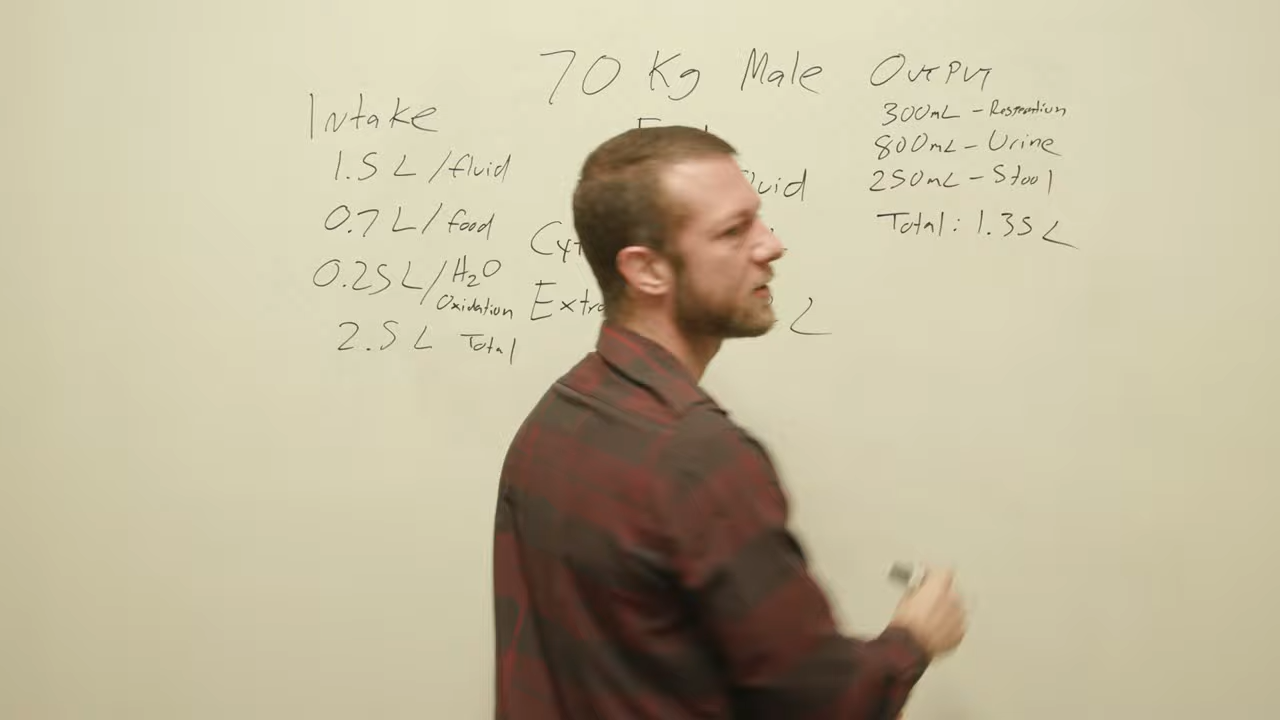 70 Kg Male
Intake
1.5 L /fluid
0.7 L/ food
0.25 L/H₂O
Oxidation
2.5 L Total
L
OUTPUT
300mL - Respiration
800mL - Urine
250mL - Stool
Total: 1.35 L